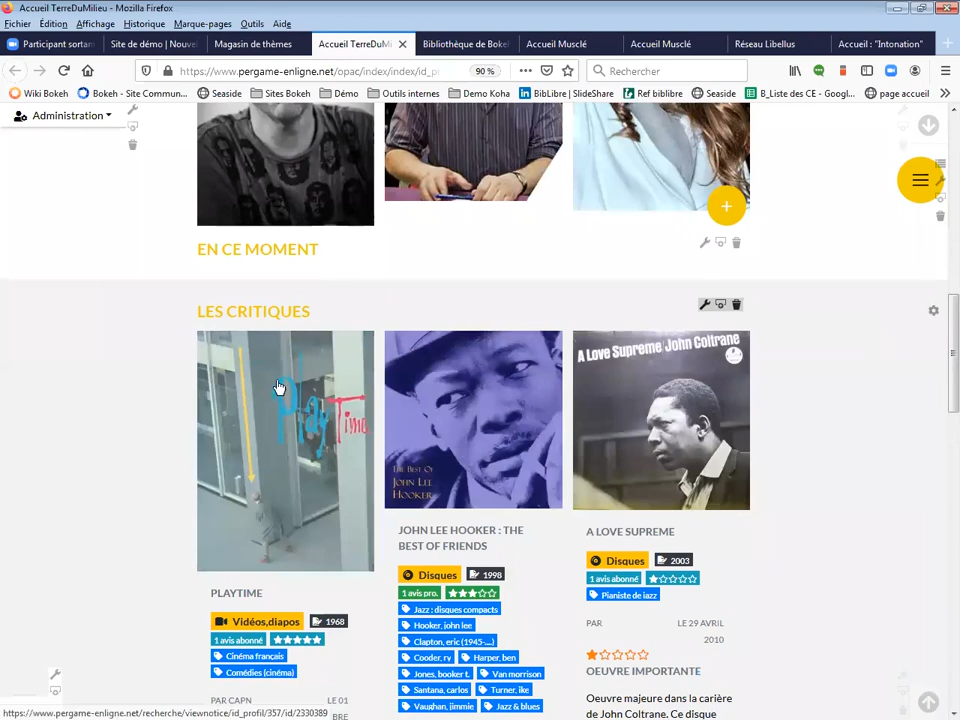 Accueil TerreDuMilieu - Mozilla Firefox
Fichier Édition Affichage Historique Marque-pages Outils Aide
Participant sortan Site de démo | Nouvel Magasin de thèmes Accueil TerreDuMi Bibliothèque de Bokel Accueil Musclé Accueil Musclé Réseau Libellus Accueil : "Intonation"
https://www.pergame-enligne.net/opac/index/index/id_pr 90 % Rechercher
Wiki Bokeh Bokeh - Site Commun... Seaside Sites Bokeh Démo Outils internes Demo Koha BibLibre | SlideShare Ref biblibre Seaside B_Liste des CE - Googl... page accueil
Administration
EN CE MOMENT
LES CRITIQUES
PlayTime
THE BEST OF
JOHN LEE
HOOKER
A Love Supreme/John Coltrane
PLAYTIME
Vidéos,diapos 1968
1 avis abonné
Cinéma français
Comédies (cinéma)
PAR CAPN LE 01
BRE
JOHN LEE HOOKER : THE
BEST OF FRIENDS
Disques 1998
1 avis pro.
Jazz : disques compacts
Hooker, john lee
Clapton, eric (1945-....)
Cooder, ry Harper, ben
Jones, booker t. Van morrison
Santana, carlos Turner, ike
Vaughan, jimmie Jazz & blues
A LOVE SUPREME
Disques 2003
1 avis abonné
Pianiste de jazz
PAR LE 29 AVRIL
2010
OEUVRE IMPORTANTE
Oeuvre majeure dans la carière
de John Coltrane. Ce disque
https://www.pergame-enligne.net/recherche/viewnotice/id_profil/357/id/2330389